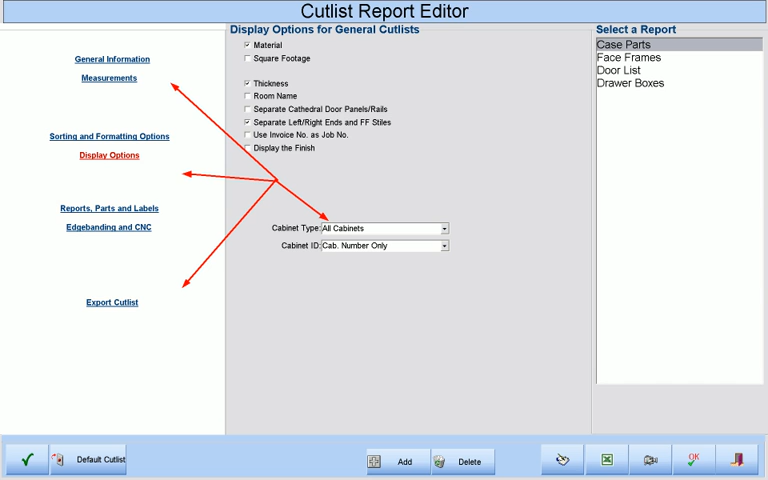 Cutlist Report Editor
General Information
Measurements
Sorting and Formatting Options
Display Options
Reports, Parts and Labels
Edgebanding and CNC
Export Cutlist
Display Options for General Cutlists
Material
Square Footage
Thickness
Room Name
Separate Cathedral Door Panels/Rails
Separate Left/Right Ends and FF Stiles
Use Invoice No. as Job No.
Display the Finish
Cabinet Type: All Cabinets
Cabinet ID: Cab. Number Only
Select a Report
Case Parts
Face Frames
Door List
Drawer Boxes
Default Cutlist
Add
Delete
OK